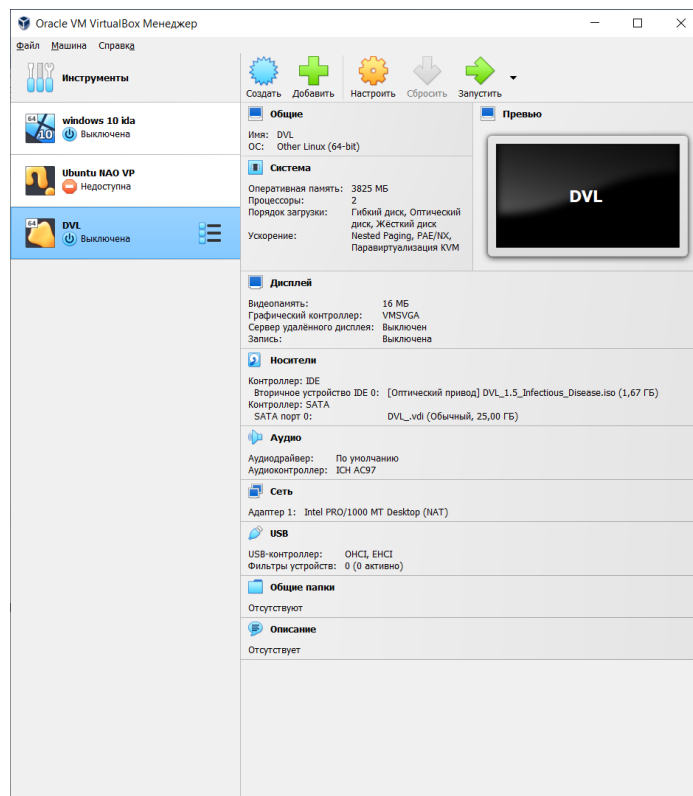 Oracle VM VirtualBox Менеджер
Файл Машина Справка
Инструменты
Создать Добавить Настроить Сбросить Запустить
64
10
windows 10 ida
Выключена
Ubuntu NAO VP
Недоступна
64
DVL
Выключена
Общие
Имя: DVL
ОС: Other Linux (64-bit)
Превью
DVL
Система
Оперативная память: 3825 МБ
Процессоры: 2
Порядок загрузки: Гибкий диск, Оптический
диск, Жёсткий диск
Ускорение: Nested Paging, PAE/NX,
Паравиртуализация KVM
Дисплей
Видеопамять: 16 МБ
Графический контроллер: VMSVGA
Сервер удалённого дисплея: Выключен
Запись: Выключена
Носители
Контроллер: IDE
Вторичное устройство IDE 0: [Оптический привод] DVL_1.5_Infectious_Disease.iso (1,67 ГБ)
Контроллер: SATA
SATA порт 0: DVL_.vdi (Обычный, 25,00 ГБ)
Аудио
Аудиодрайвер: По умолчанию
Аудиоконтроллер: ICH AC97
Сеть
Адаптер 1: Intel PRO/1000 MT Desktop (NAT)
USB
USB-контроллер: OHCI, EHCI
Фильтры устройств: 0 (0 активно)
Общие папки
Отсутствуют
Описание
Отсутствует